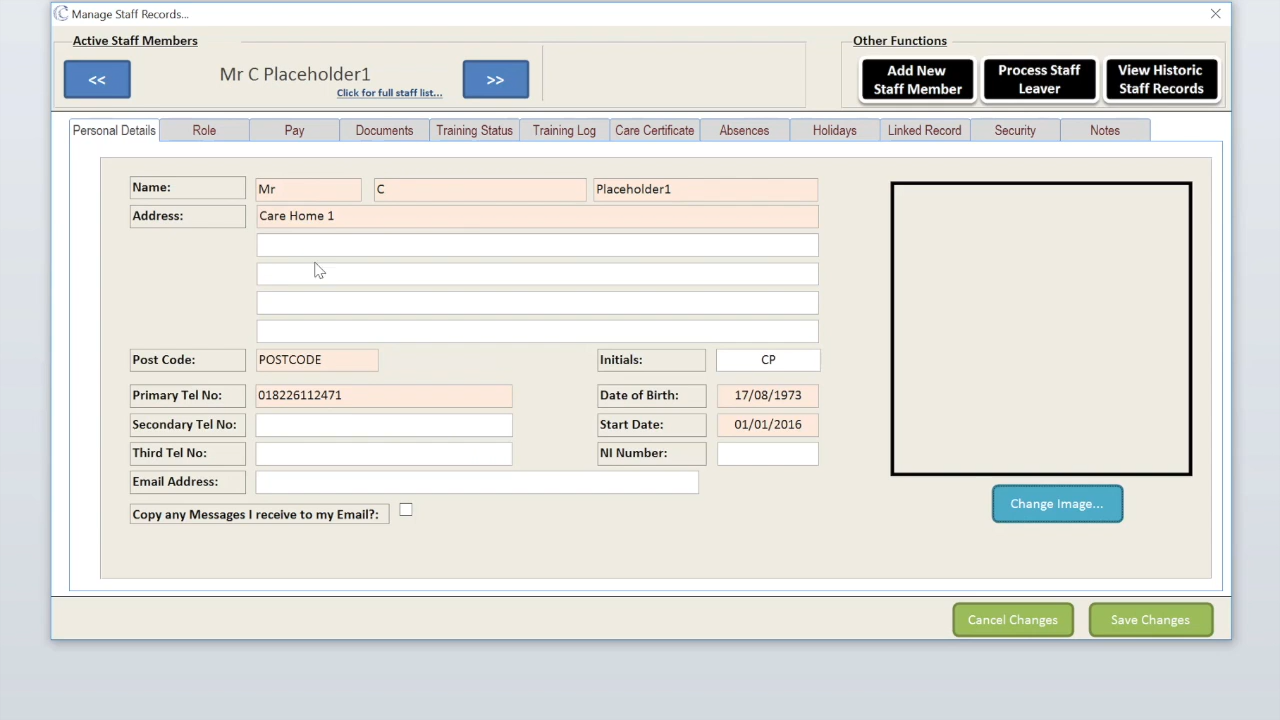 Manage Staff Records...
Active Staff Members
Other Functions
<<
Mr C Placeholder1
>>
Click for full staff list...
Add New
Staff Member
Process Staff
Leaver
View Historic
Staff Records
Personal Details
Role
Pay
Documents
Training Status
Training Log
Care Certificate
Absences
Holidays
Linked Record
Security
Notes
Name:
Mr
C
Placeholder1
Address:
Care Home 1
Post Code:
POSTCODE
Initials:
CP
Primary Tel No:
018226112471
Date of Birth:
17/08/1973
Secondary Tel No:
Start Date:
01/01/2016
Third Tel No:
NI Number:
Email Address:
Change Image...
Copy any Messages I receive to my Email?:
Cancel Changes
Save Changes